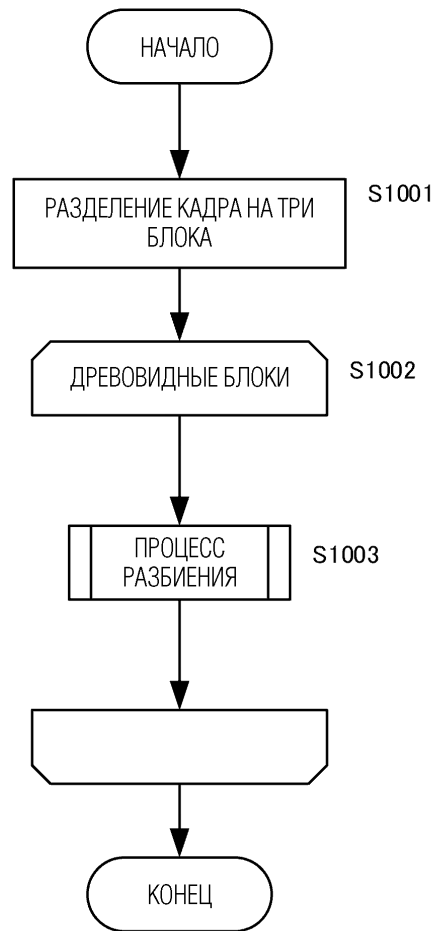 НАЧАЛО
РАЗДЕЛЕНИЕ КАДРА НА ТРИ
БЛОКА
S1001
ДРЕВОВИДНЫЕ БЛОКИ
S1002
ПРОЦЕСС
РАЗБИЕНИЯ
S1003
КОНЕЦ